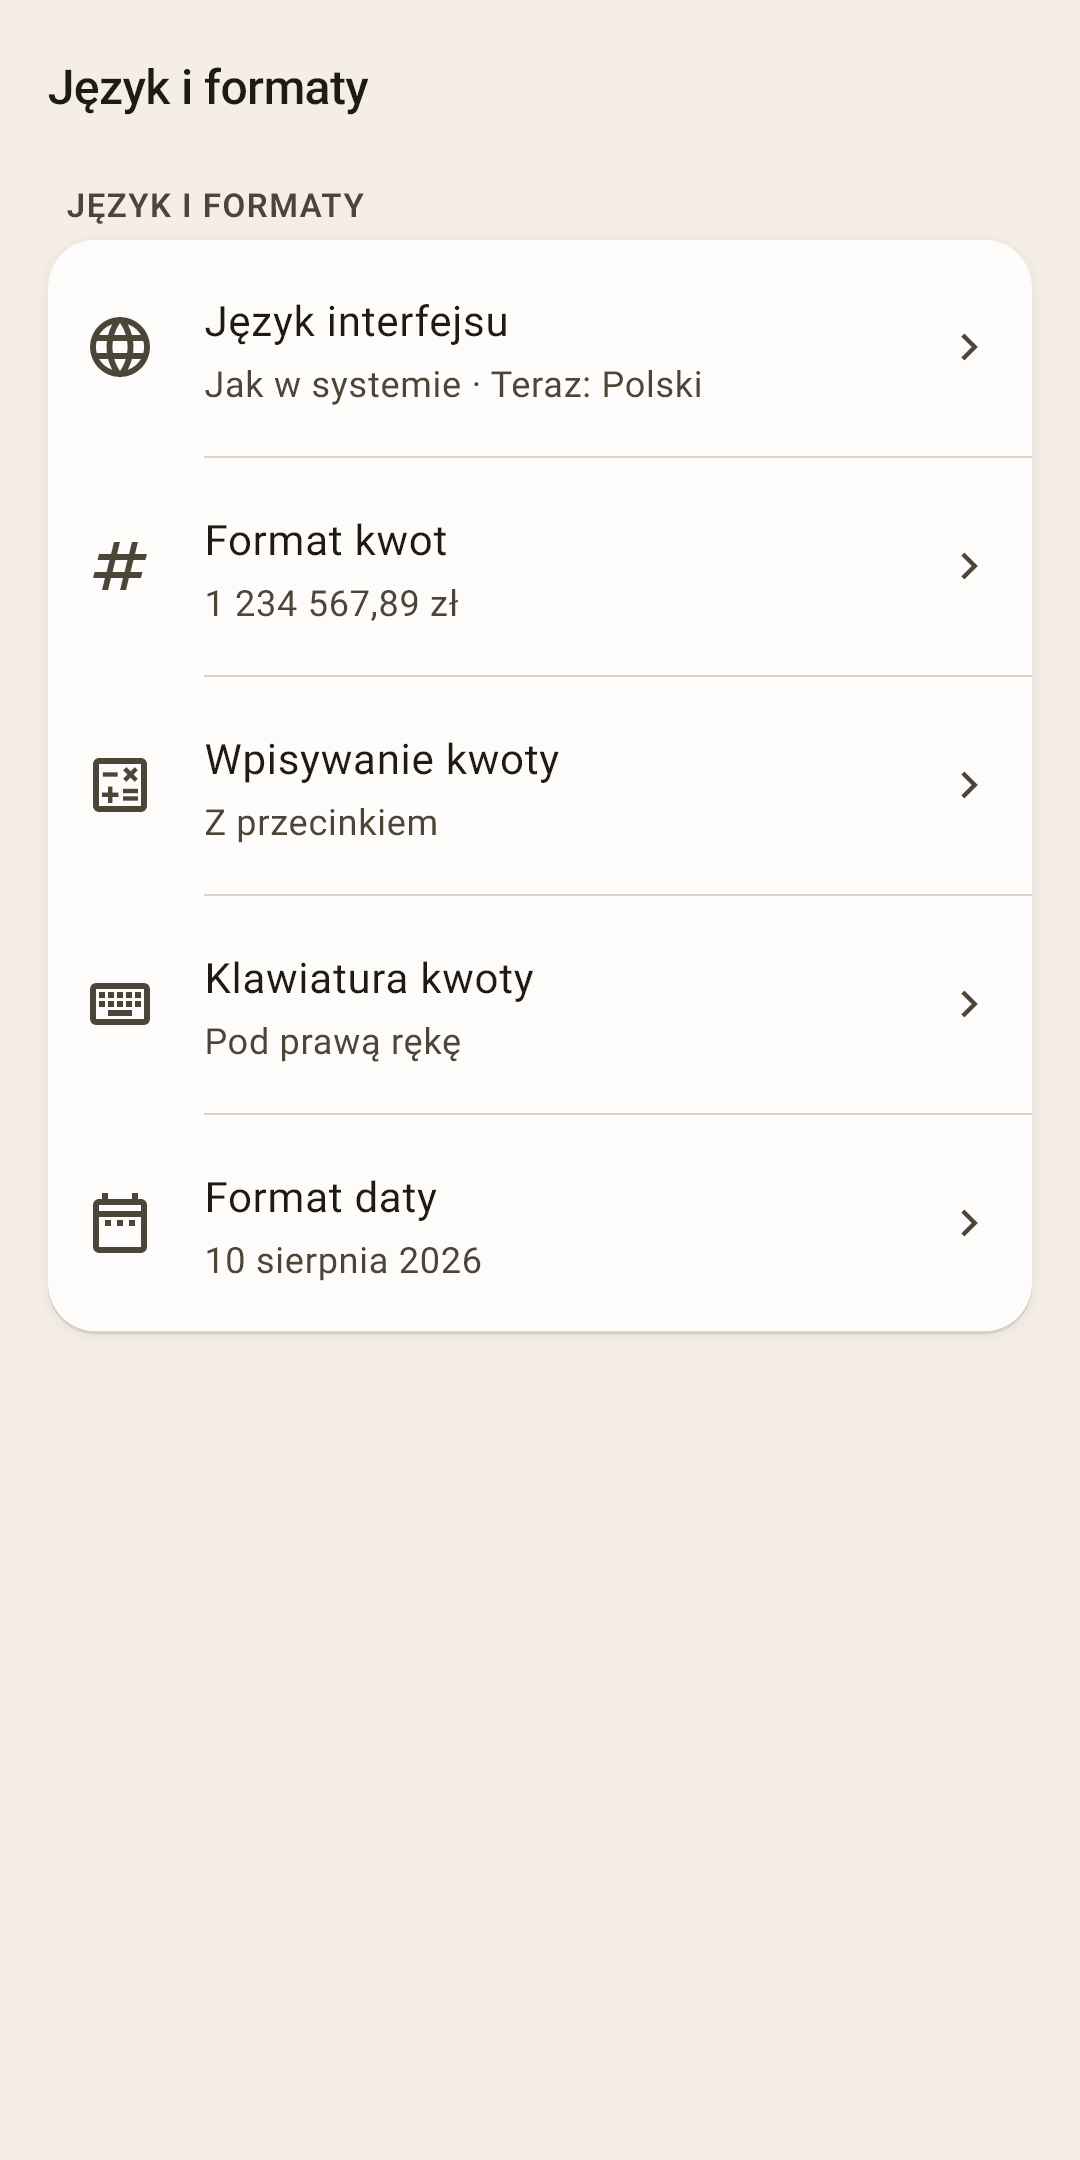 Język i formaty
JĘZYK I FORMATY
Język interfejsu
Jak w systemie · Teraz: Polski
Format kwot
1 234 567,89 zł
Wpisywanie kwoty
Z przecinkiem
Klawiatura kwoty
Pod prawą rękę
Format daty
10 sierpnia 2026